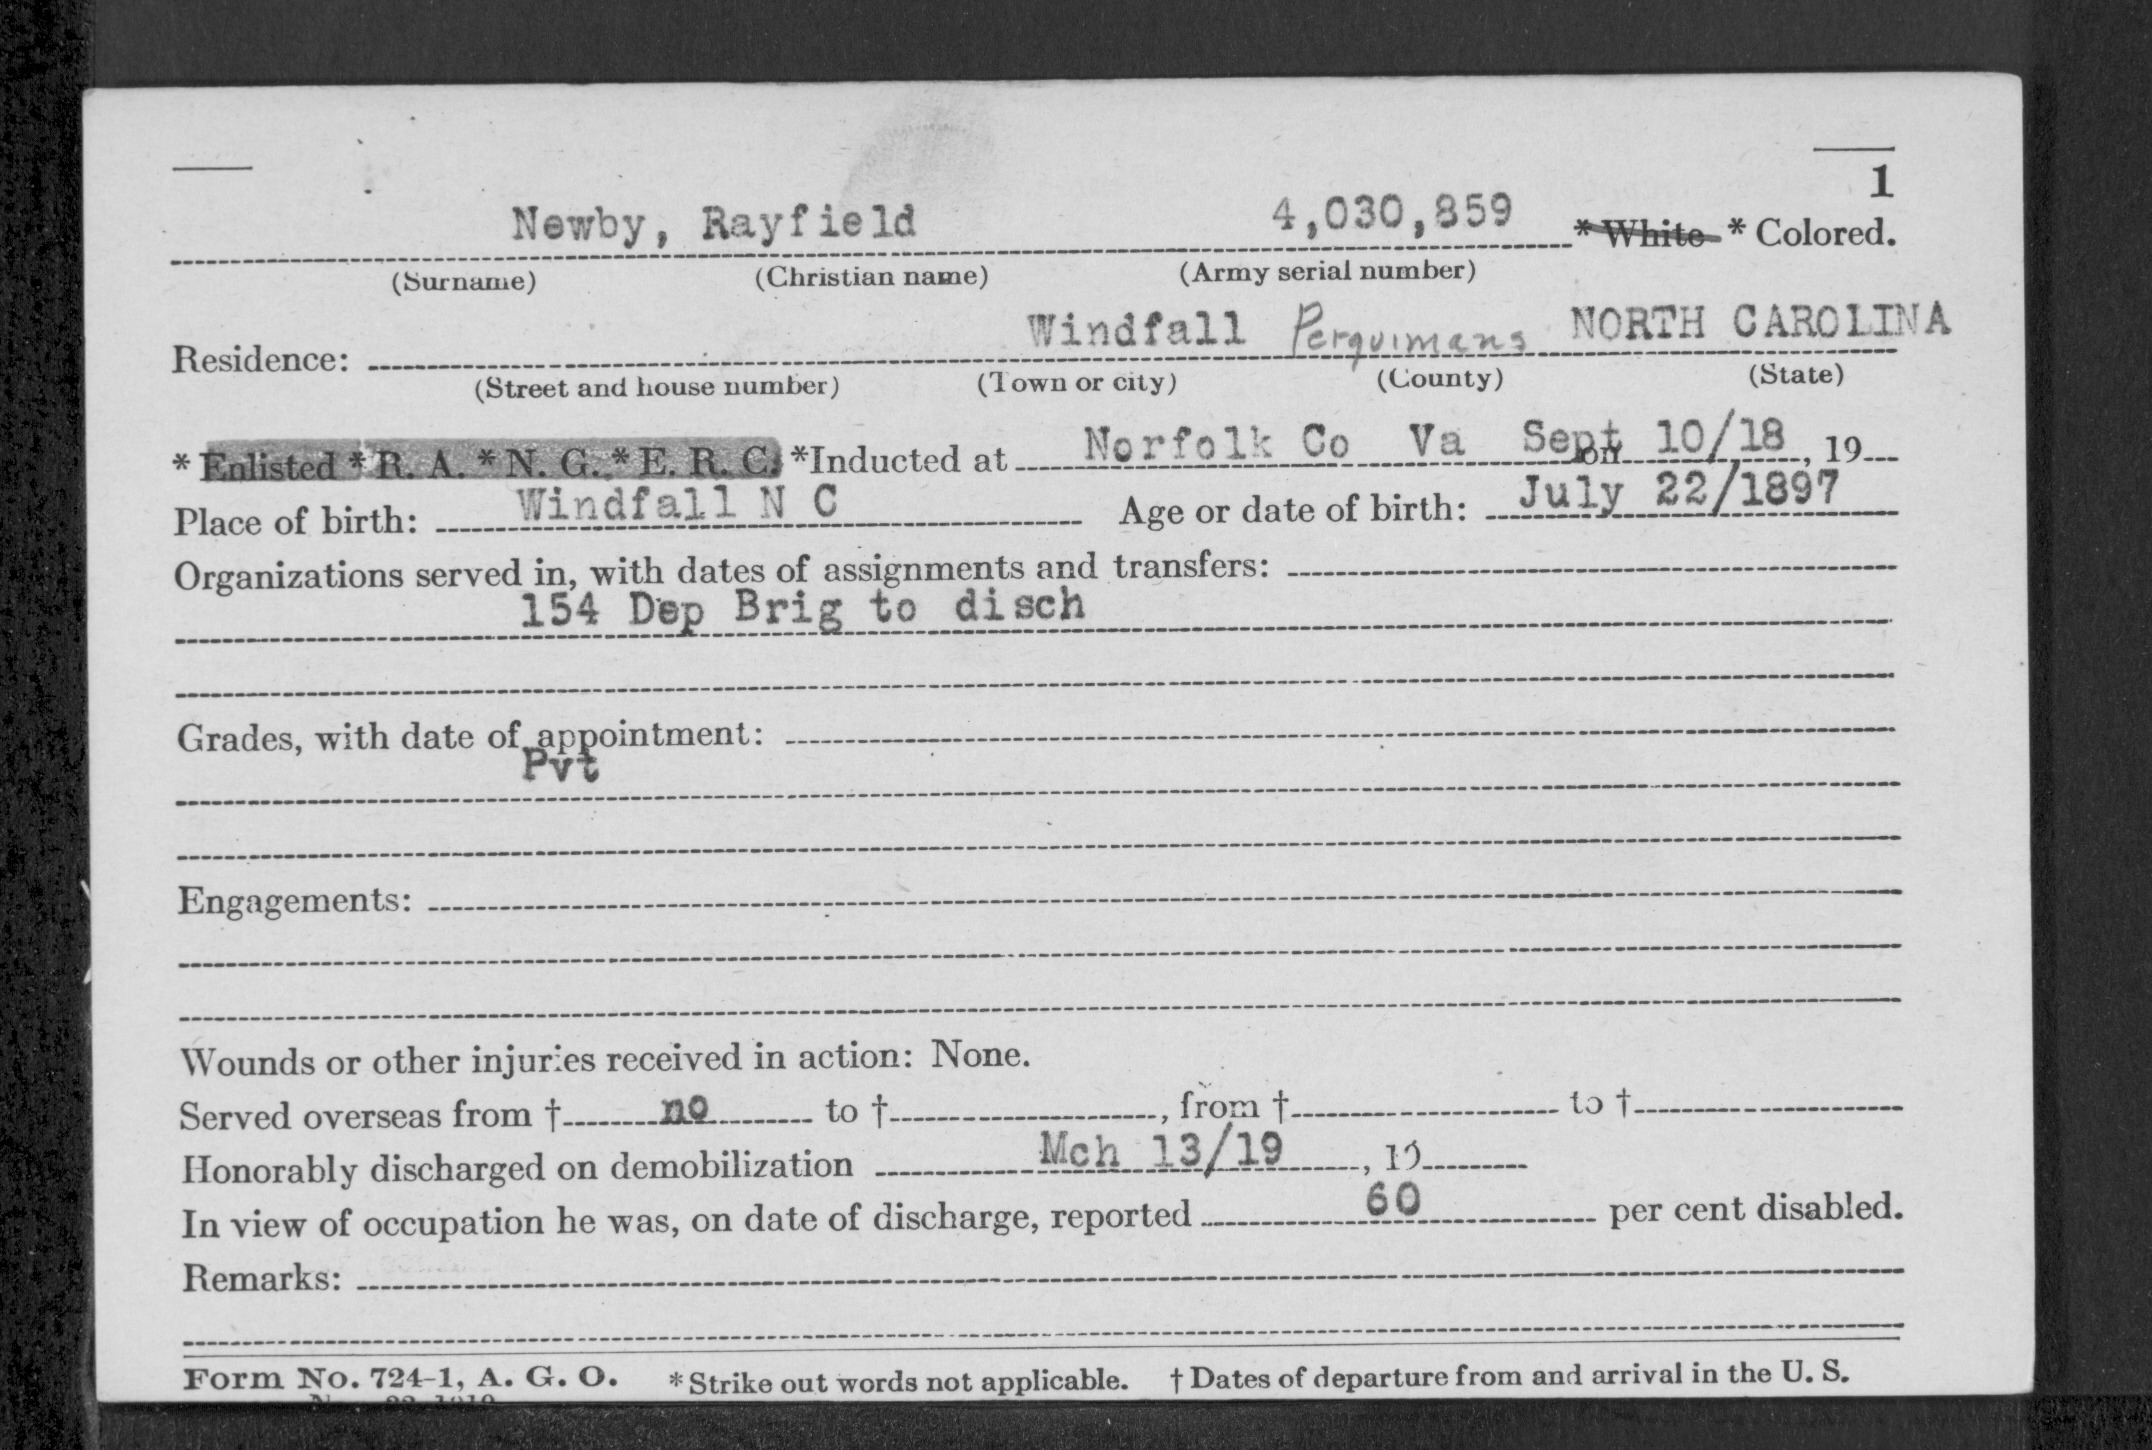 1
Newby, Rayfield 4,030,859 * White * Colored.
(Surname) (Christian name) (Army serial number)
Residence: Windfall Perquimans NORTH CAROLINA
(Street and house number) (Town or city) (County) (State)
* Enlisted * R. A. * N. G. * E. R. C. *Inducted at Norfolk Co Va Sept 10/18 on , 19
Place of birth: Windfall N C Age or date of birth: July 22/1897
Organizations served in, with dates of assignments and transfers:
154 Dep Brig to disch
Grades, with date of appointment:
Pvt
Engagements:
Wounds or other injuries received in action: None.
Served overseas from † no to † , from † to †
Honorably discharged on demobilization Mch 13/19 , 19
In view of occupation he was, on date of discharge, reported 60 per cent disabled.
Remarks:
Form No. 724-1, A. G. O. * Strike out words not applicable. † Dates of departure from and arrival in the U. S.